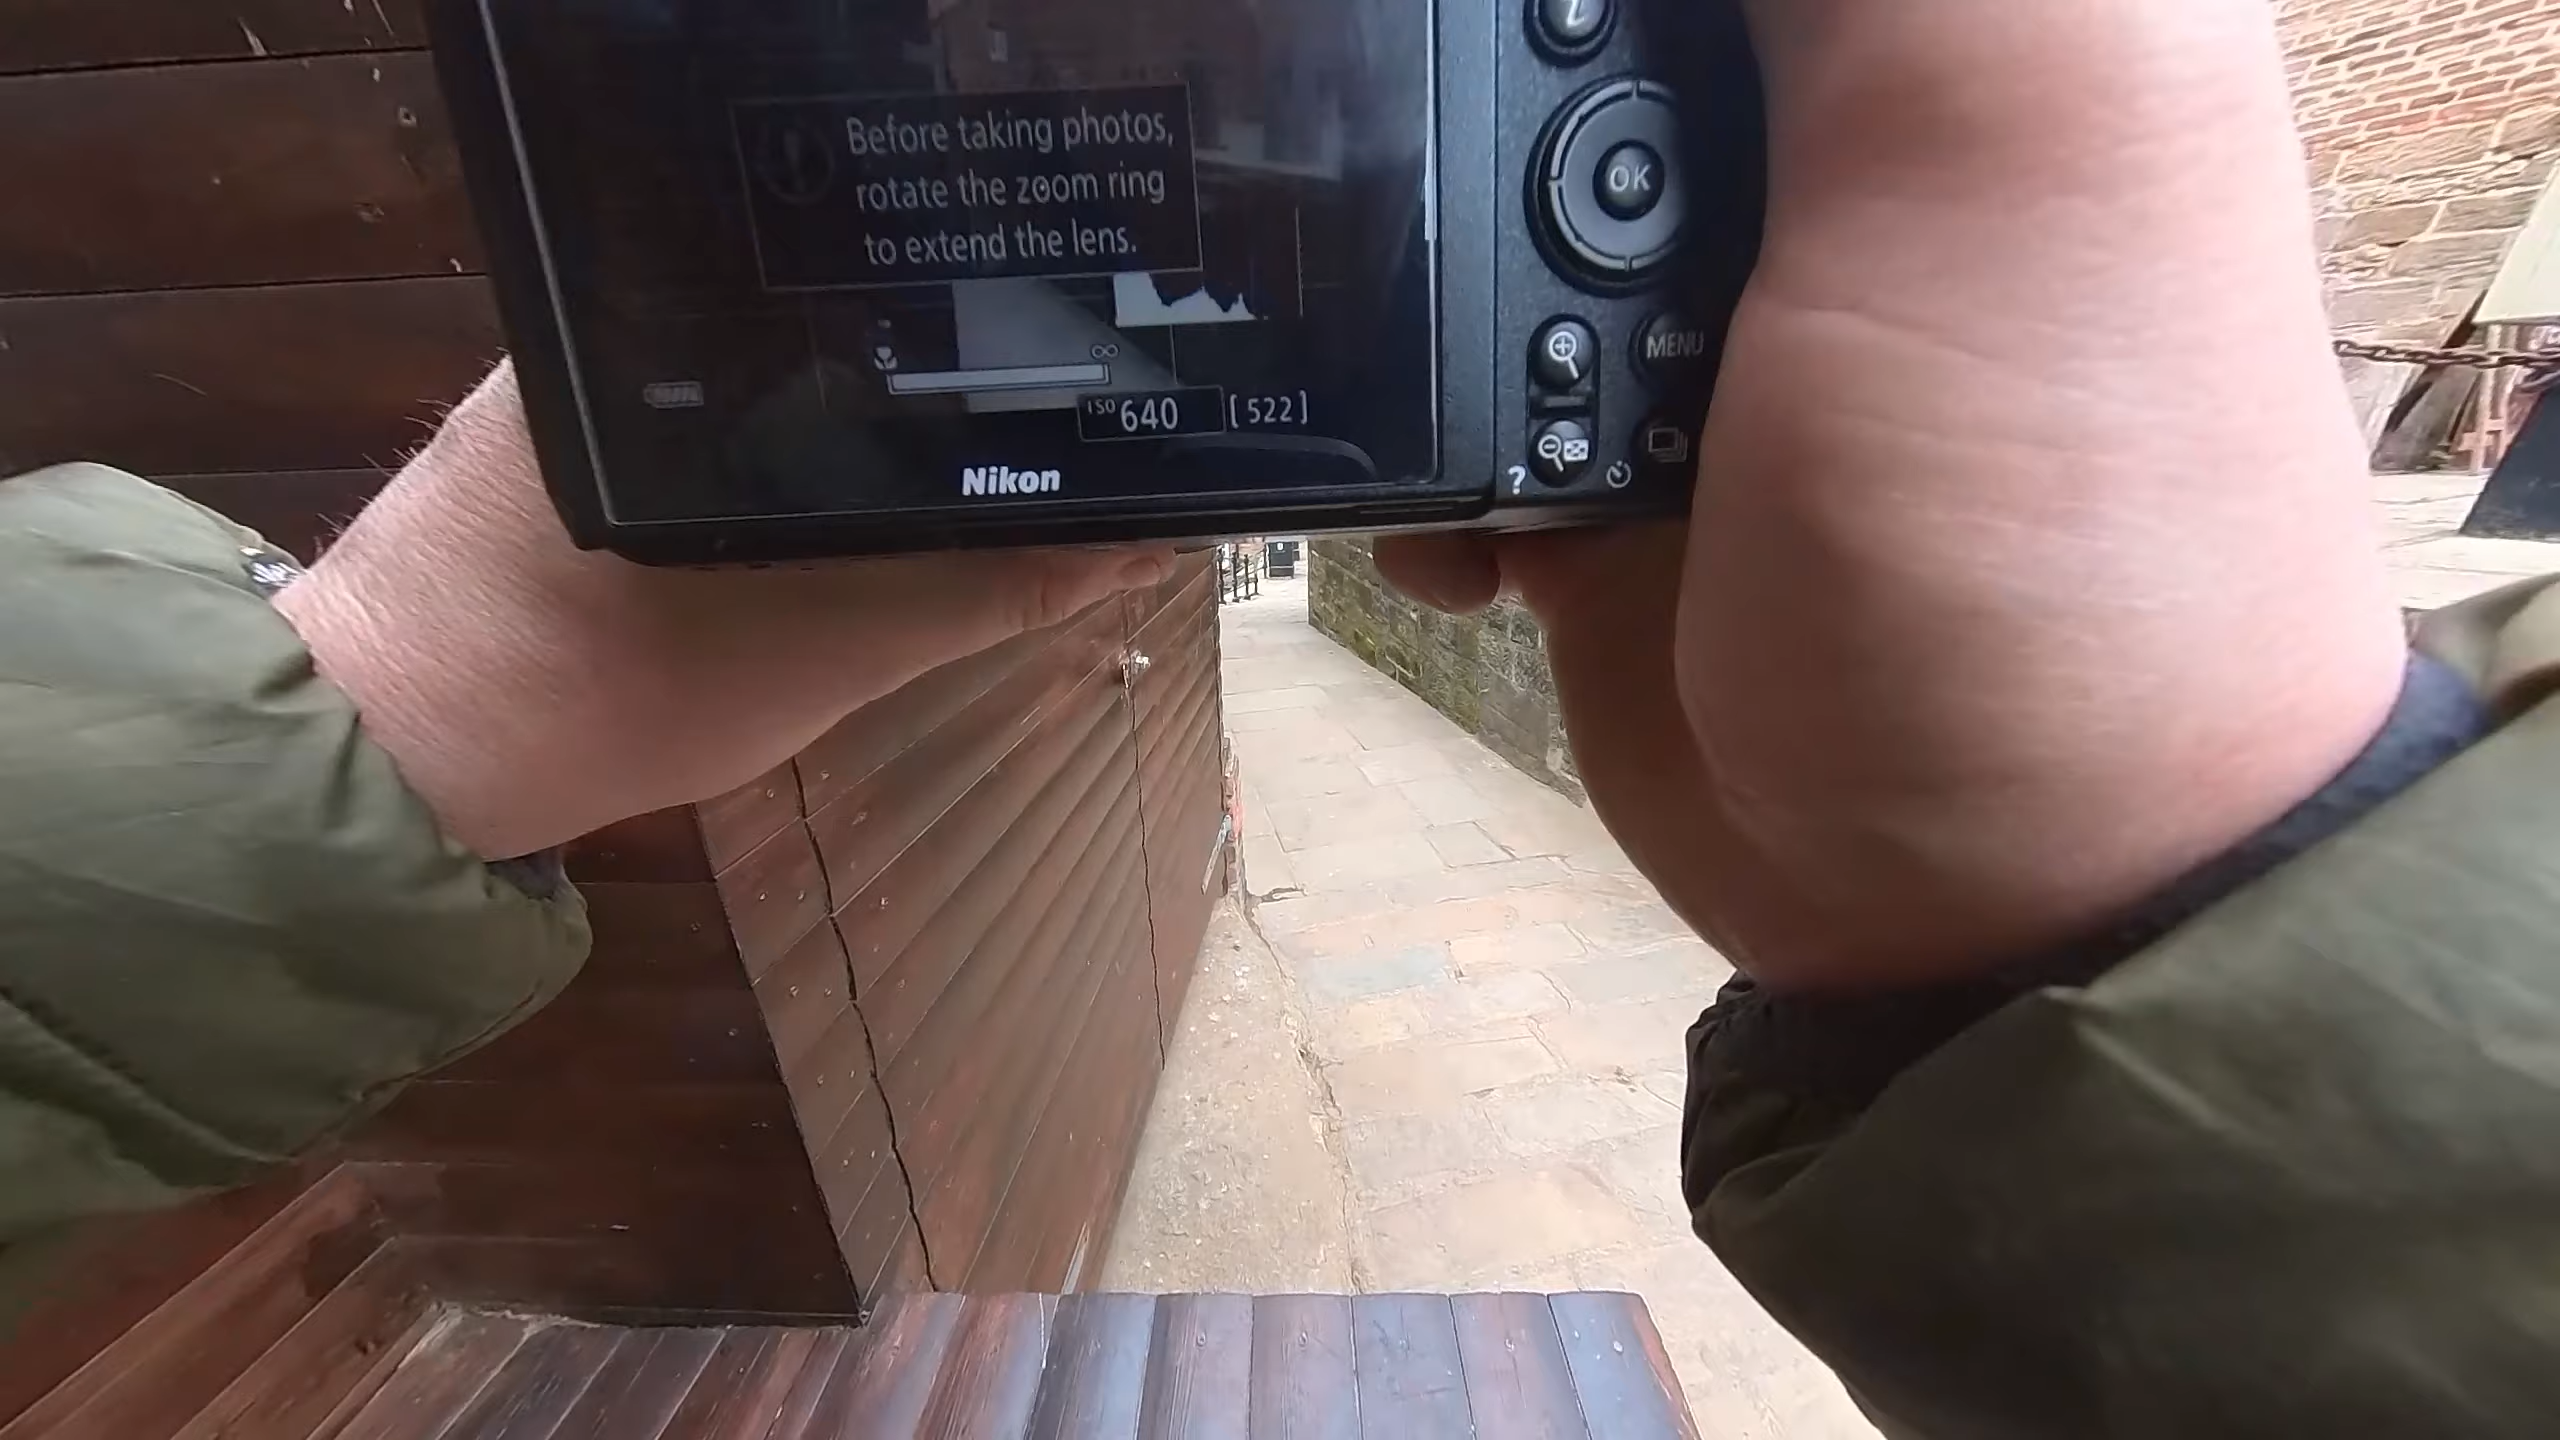 i
Before taking photos,
rotate the zoom ring
to extend the lens.
OK
MENU
ISO 640 [522]
?
Nikon